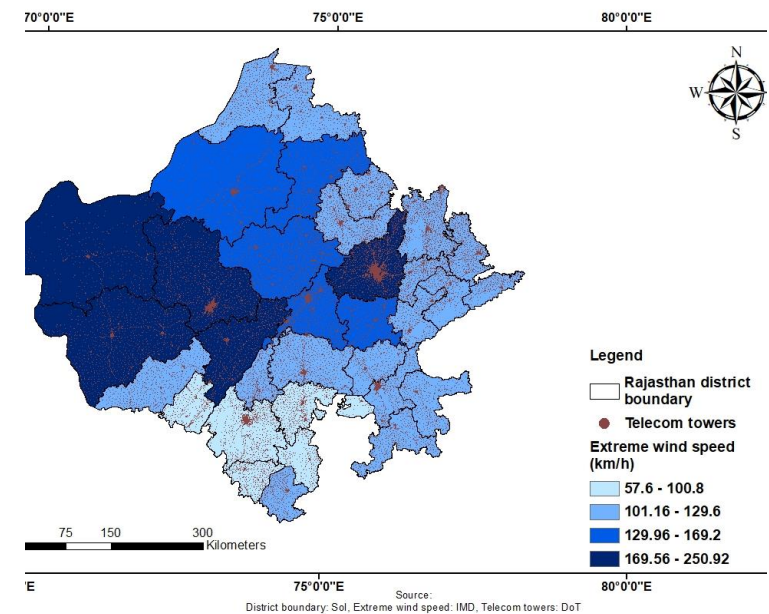 70°0'0"E 75°0'0"E 80°0'0"E
N
W E
S
Legend
Rajasthan district
boundary
Telecom towers
Extreme wind speed
(km/h)
57.6 - 100.8
101.16 - 129.6
129.96 - 169.2
169.56 - 250.92
75 150 300
Kilometers
"E 75°0'0"E 80°0'0"E
Source:
District boundary: SoI, Extreme wind speed: IMD, Telecom towers: DoT